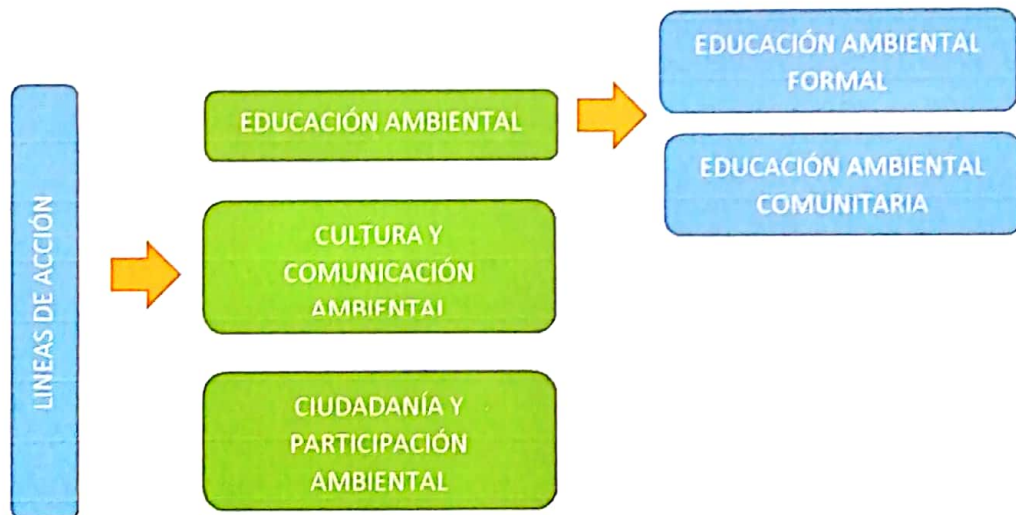 LINEAS DE ACCIÓN
EDUCACIÓN AMBIENTAL
CULTURA Y
COMUNICACIÓN
AMBIENTAL
CIUDADANÍA Y
PARTICIPACIÓN
AMBIENTAL
EDUCACIÓN AMBIENTAL
FORMAL
EDUCACIÓN AMBIENTAL
COMUNITARIA